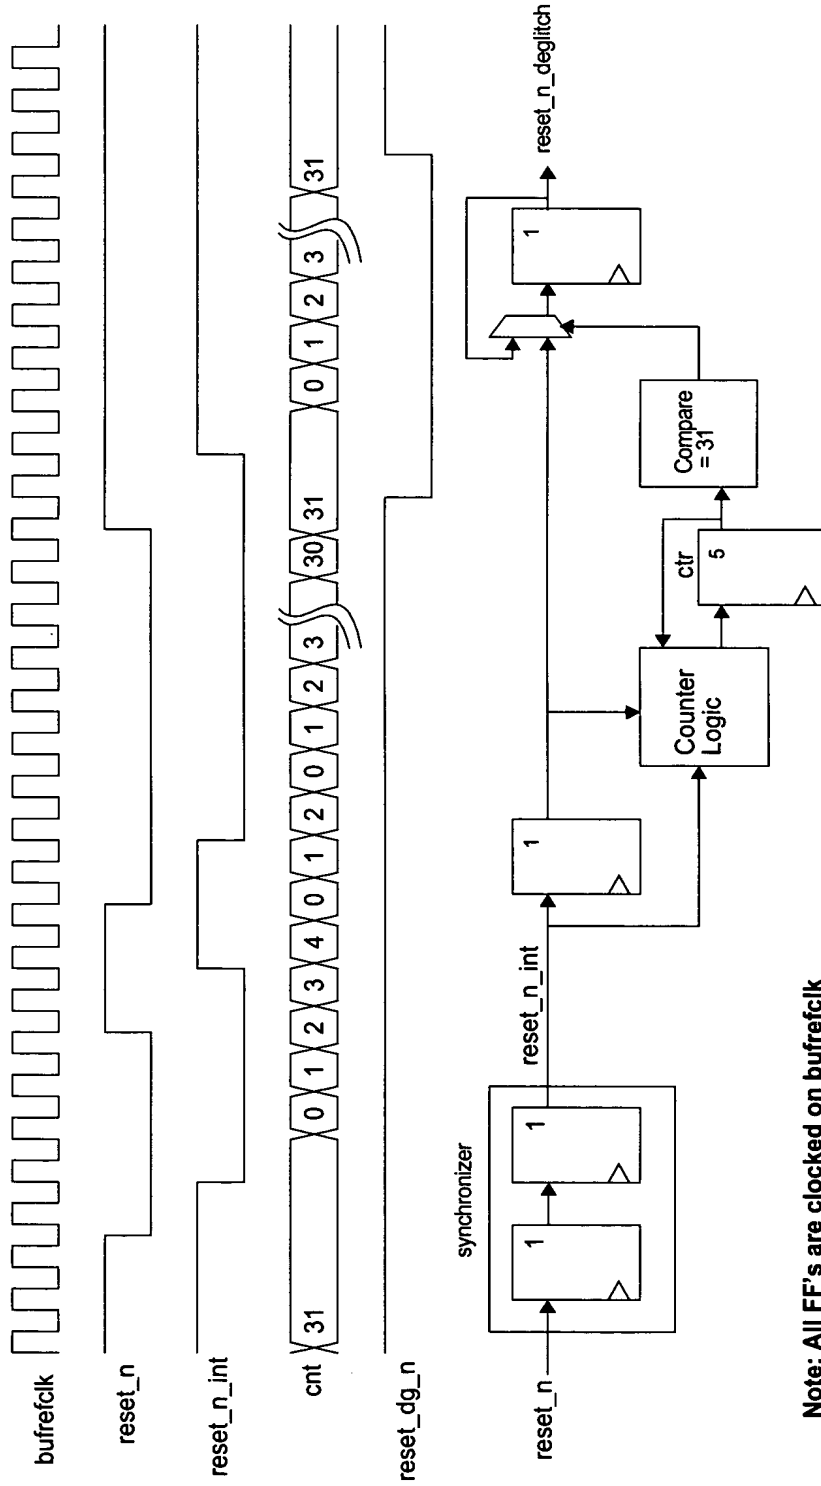 bufrefclk
reset_n
reset_n_int
cnt
31 0 1 2 3 4 0 1 2 0 1 2 3 30 31 0 1 2 3 31
reset_dg_n
synchronizer
reset_n
1
1
reset_n_int
1
Counter
Logic
ctr
5
Compare
= 31
1
reset_n_deglitch
Note: All FF's are clocked on bufrefclk